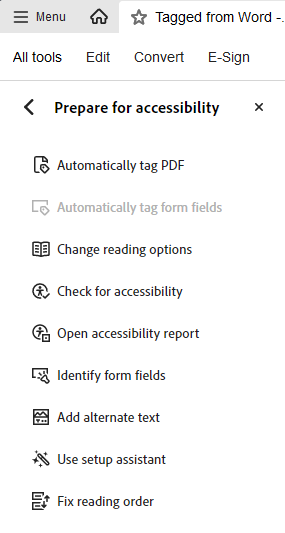 Menu
Tagged from Word -.
All tools Edit Convert E-Sign
Prepare for accessibility
Automatically tag PDF
Automatically tag form fields
Change reading options
Check for accessibility
Open accessibility report
Identify form fields
Add alternate text
Use setup assistant
Fix reading order